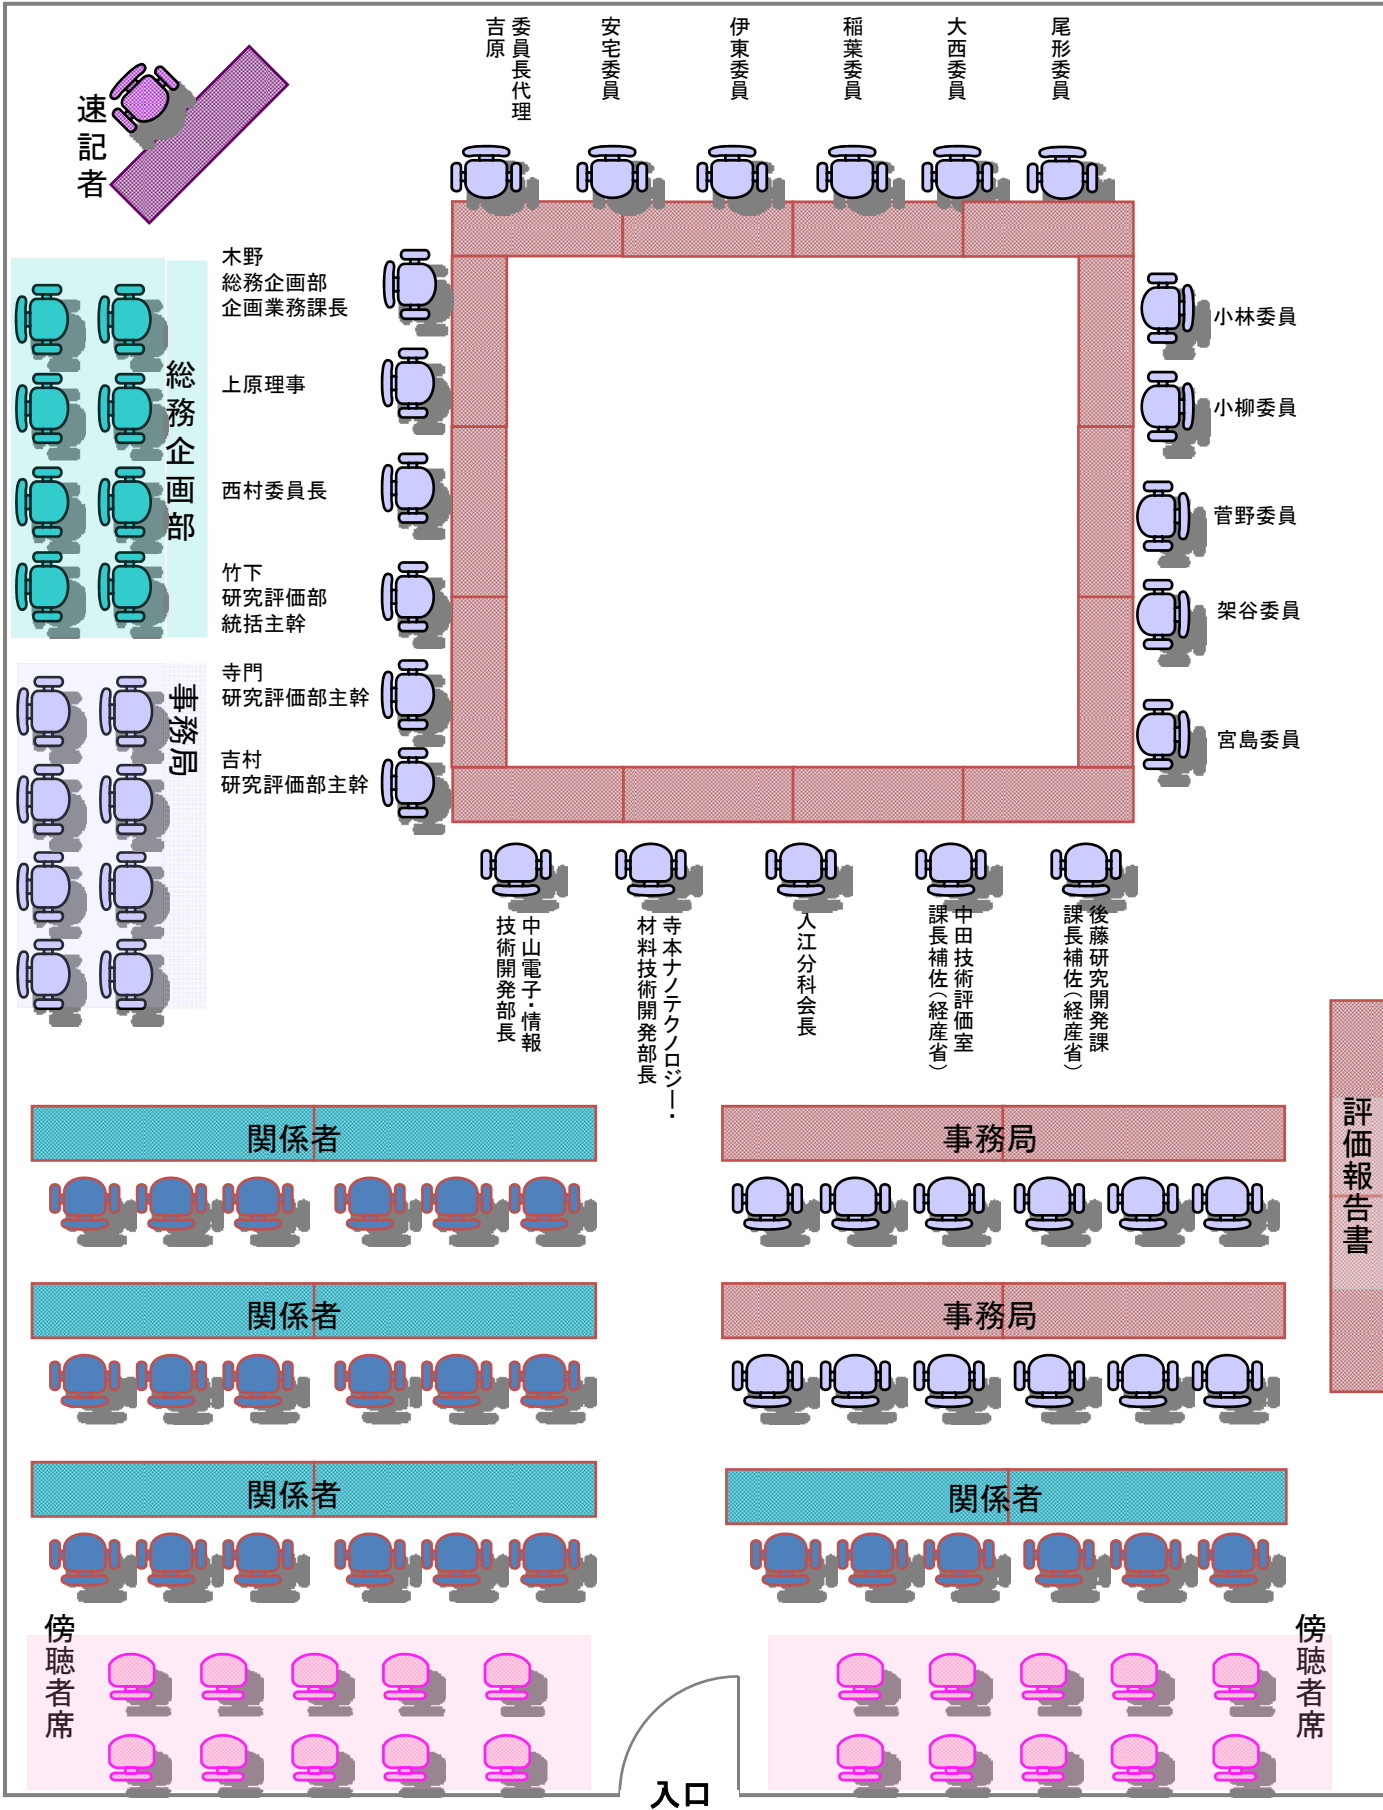 吉原
委員長代理
安宅委員
伊東委員
稲葉委員
大西委員
尾形委員
速記者
木野
総務企画部
企画業務課長
上原理事
西村委員長
竹下
研究評価部
統括主幹
寺門
研究評価部主幹
吉村
研究評価部主幹
総務企画部
事務局
小林委員
小柳委員
菅野委員
架谷委員
宮島委員
中山電子・情報
技術開発部長
寺本ナノテクノロジー・
材料技術開発部長
入江分科会長
中田技術評価室
課長補佐(経産省)
後藤研究開発課
課長補佐(経産省)
関係者
事務局
評価報告書
関係者
事務局
関係者
関係者
傍聴者席
傍聴者席
入口